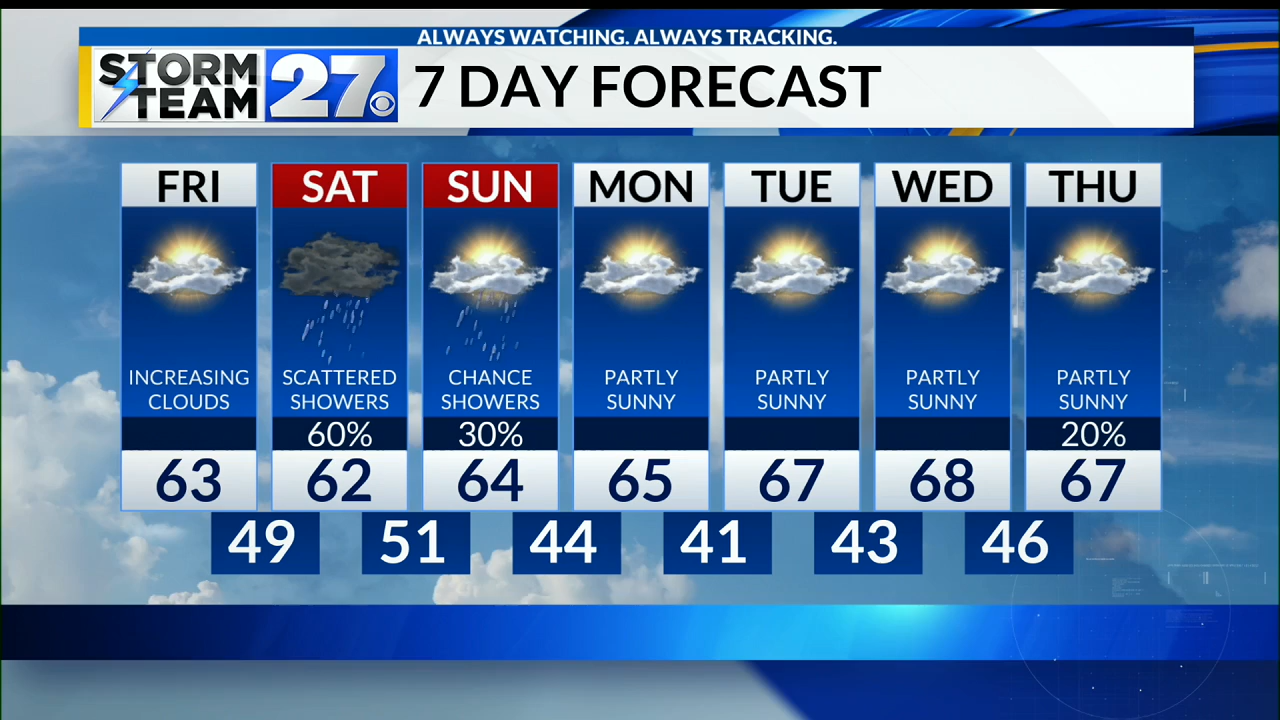 ALWAYS WATCHING. ALWAYS TRACKING.
STORM
TEAM
27
7 DAY FORECAST
FRI SAT SUN MON TUE WED THU
INCREASING SCATTERED CHANCE PARTLY PARTLY PARTLY PARTLY
CLOUDS SHOWERS SHOWERS SUNNY SUNNY SUNNY SUNNY
60% 30% 20%
63 62 64 65 67 68 67
49 51 44 41 43 46